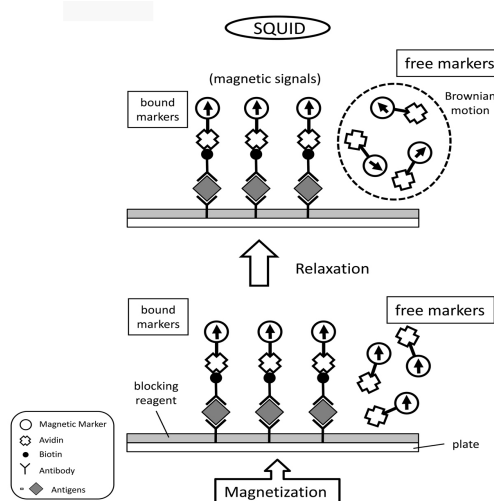 SQUID
free markers
(magnetic signals)
Brownian
motion
bound
markers
Relaxation
bound
markers
free markers
blocking
reagent
Magnetic Marker
Avidin
Biotin
Antibody
Antigens
plate
Magnetization